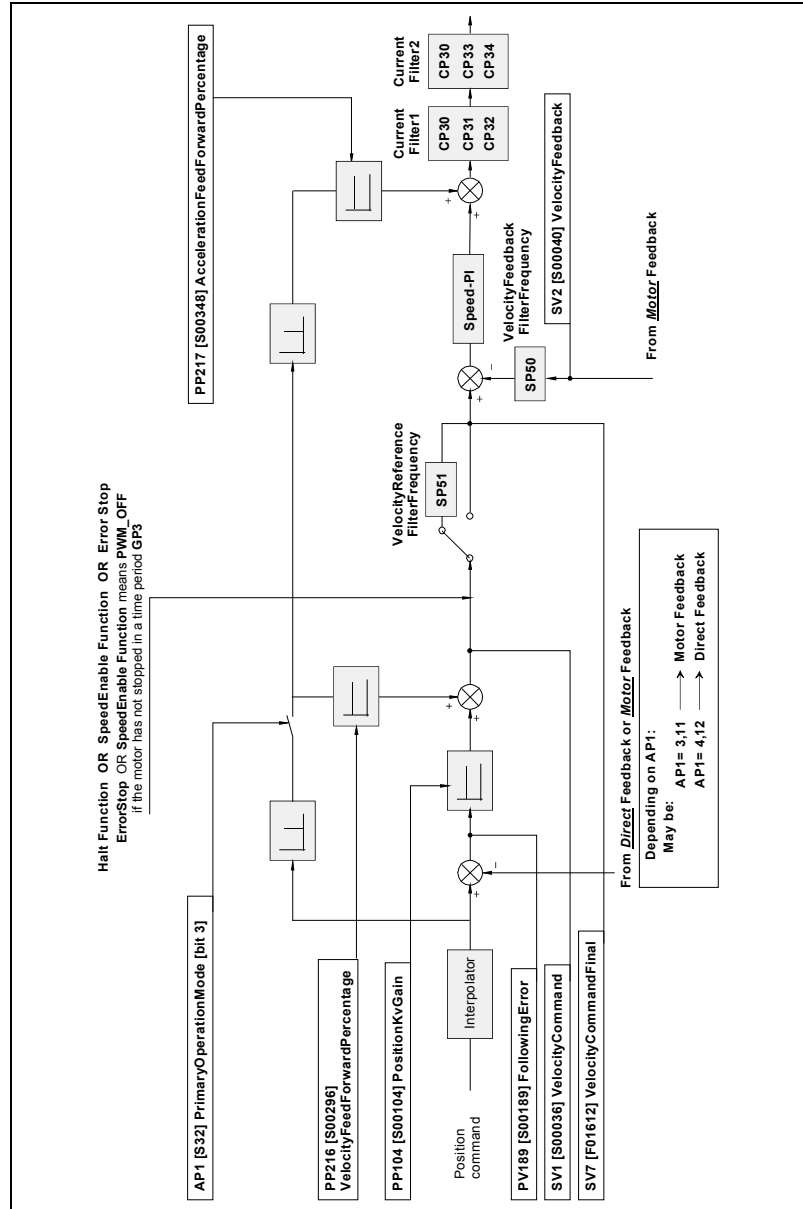 Halt Function OR SpeedEnable Function OR Error Stop
ErrorStop OR SpeedEnable Function means PWM_OFF
if the motor has not stopped in a time period GP3
AP1 [S32] PrimaryOperationMode [bit 3]
PP217 [S00348] AccelerationFeedForwardPercentage
PP216 [S00296]
VelocityFeedForwardPercentage
PP104 [S00104] PositionKvGain
Position
command
Interpolator
+
-
+
+
VelocityReference
FilterFrequency
SP51
+
-
Speed-PI
+
+
Current
Filter1
CP30
CP31
CP32
Current
Filter2
CP30
CP33
CP34
VelocityFeedback
FilterFrequency
SP50
SV2 [S00040] VelocityFeedback
From Motor Feedback
PV189 [S00189] FollowingError
SV1 [S00036] VelocityCommand
SV7 [F01612] VelocityCommandFinal
From Direct Feedback or Motor Feedback
Depending on AP1:
May be:
AP1= 3,11 → Motor Feedback
AP1= 4,12 → Direct Feedback